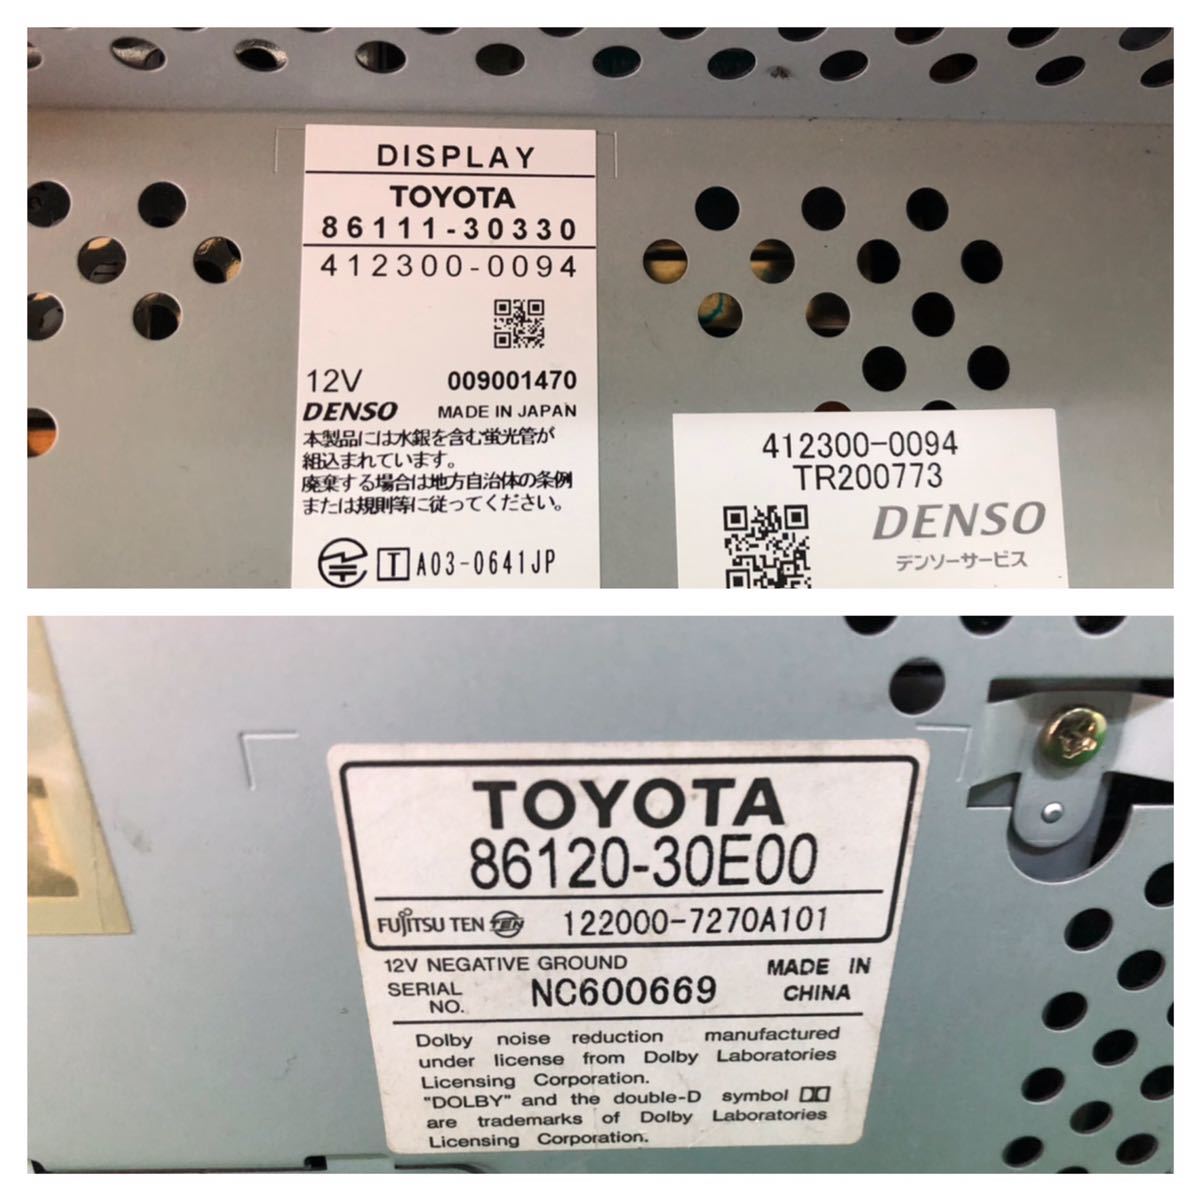 DISPLAY
TOYOTA
86111-30330
412300-0094
12V 009001470
DENSO MADE IN JAPAN
本製品には水銀を含む蛍光管が
組込まれています。
廃棄する場合は地方自治体の条例
または規則等に従ってください。
T A03-0641JP
412300-0094
TR200773
DENSO
デンソーサービス
TOYOTA
86120-30E00
FUJITSU TEN TEN 122000-7270A101
12V NEGATIVE GROUND MADE IN
SERIAL NO. NC600669 CHINA
Dolby noise reduction manufactured
under license from Dolby Laboratories
Licensing Corporation.
"DOLBY" and the double-D symbol
are trademarks of Dolby Laboratories
Licensing Corporation.